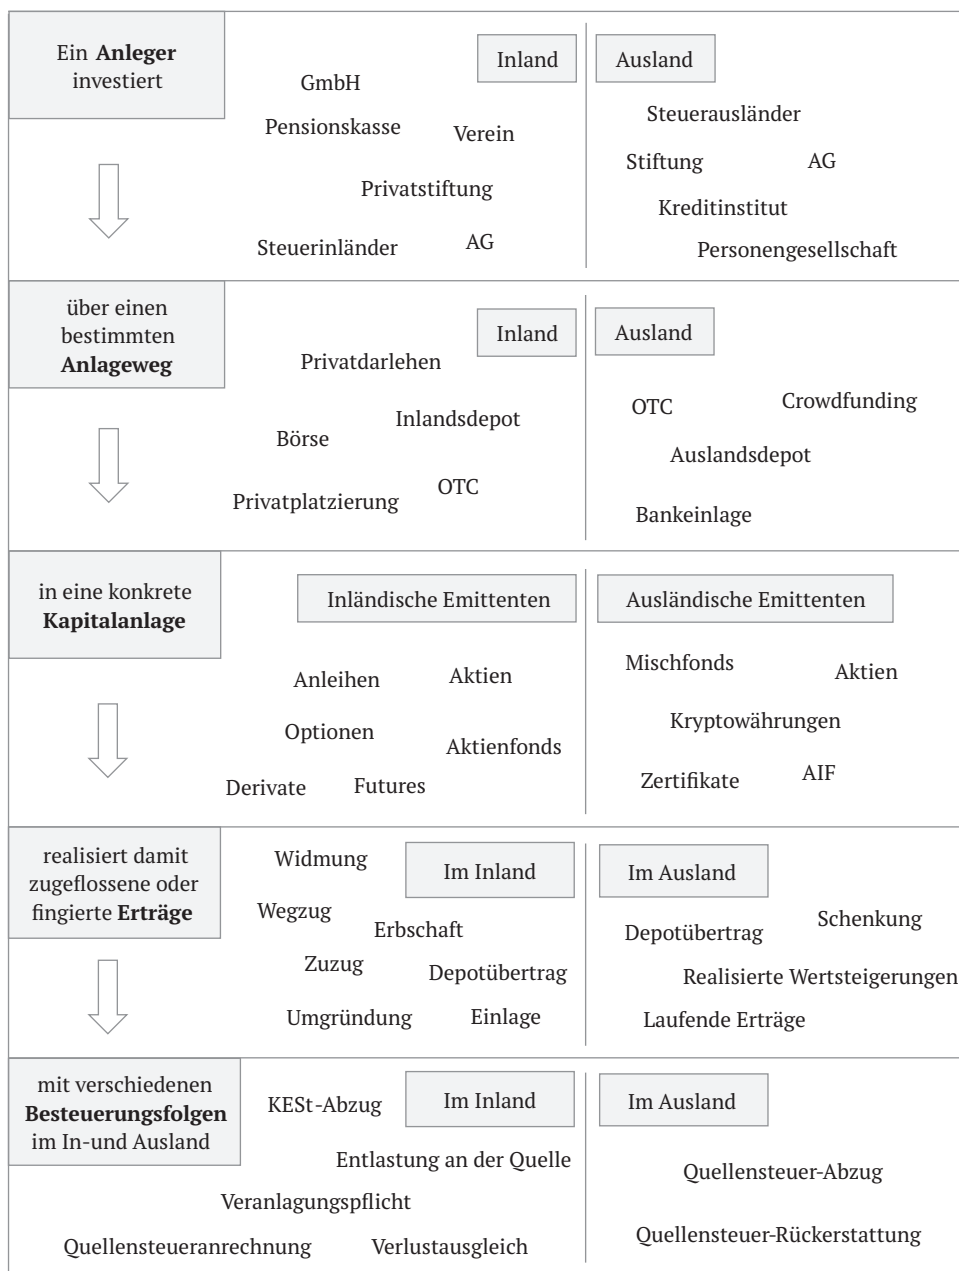 Ein Anleger
investiert
Inland
Ausland
GmbH
Pensionskasse
Verein
Privatstiftung
Steuerinländer
AG
Steuerausländer
Stiftung
AG
Kreditinstitut
Personengesellschaft
über einen
bestimmten
Anlageweg
Inland
Ausland
Privatdarlehen
Inlandsdepot
Börse
OTC
Privatplatzierung
OTC
Crowdfunding
Auslandsdepot
Bankeinlage
in eine konkrete
Kapitalanlage
Inländische Emittenten
Ausländische Emittenten
Anleihen
Aktien
Optionen
Aktienfonds
Derivate
Futures
Mischfonds
Aktien
Kryptowährungen
Zertifikate
AIF
realisiert damit
zugeflossene oder
fingierte Erträge
Im Inland
Im Ausland
Widmung
Wegzug
Erbschaft
Zuzug
Depotübertrag
Umgründung
Einlage
Schenkung
Depotübertrag
Realisierte Wertsteigerungen
Laufende Erträge
mit verschiedenen
Besteuerungsfolgen
im In-und Ausland
Im Inland
Im Ausland
KESt-Abzug
Entlastung an der Quelle
Veranlagungspflicht
Quellensteueranrechnung
Verlustausgleich
Quellensteuer-Abzug
Quellensteuer-Rückerstattung